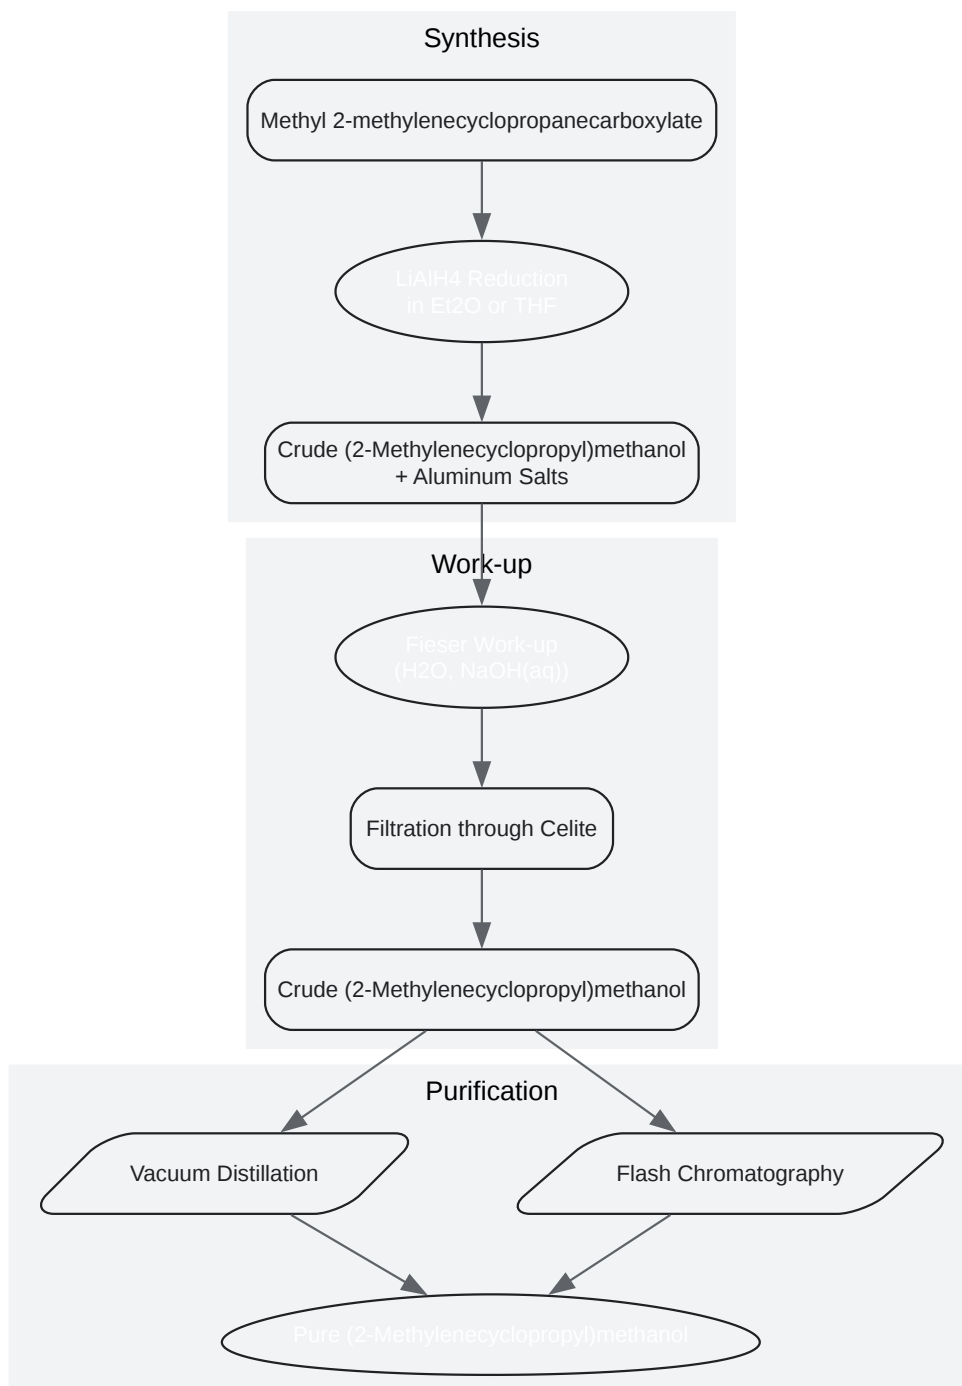 Synthesis
Methyl 2-methylenecyclopropanecarboxylate
LiAlH4 Reduction
in Et2O or THF
Crude (2-Methylenecyclopropyl)methanol
+ Aluminum Salts
Work-up
Fieser Work-up
(H2O, NaOH(aq))
Filtration through Celite
Crude (2-Methylenecyclopropyl)methanol
Purification
Vacuum Distillation
Flash Chromatography
Pure (2-Methylenecyclopropyl)methanol